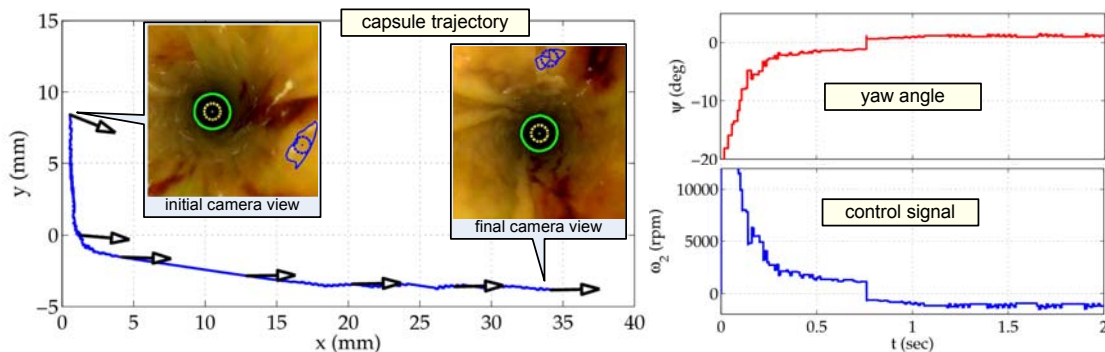 capsule trajectory
15
10
5
0
−5
y (mm)
0 5 10 15 20 25 30 35 40
x (mm)
initial camera view
final camera view
0
−10
−20
ψ (deg)
yaw angle
10000
5000
0
ω2 (rpm)
control signal
0 0.5 1 1.5 2
t (sec)